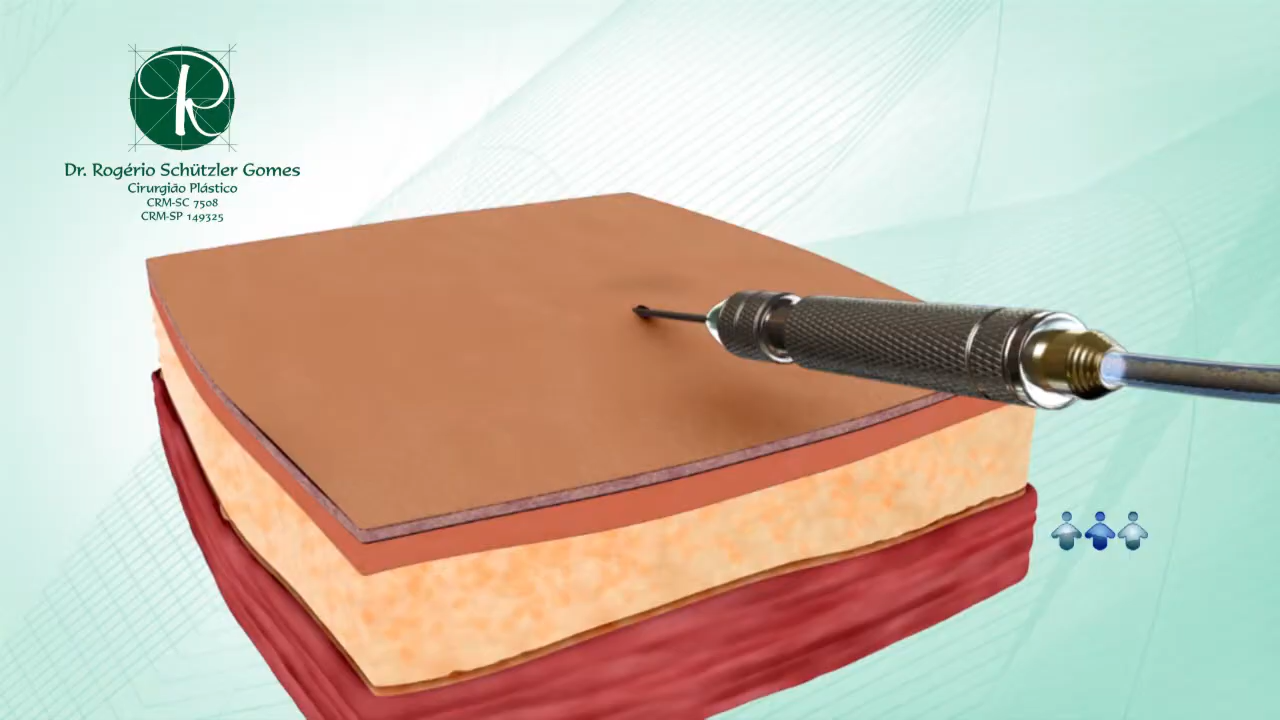 Dr. Rogério Schützler Gomes
Cirurgião Plástico
CRM-SC 7508
CRM-SP 149325